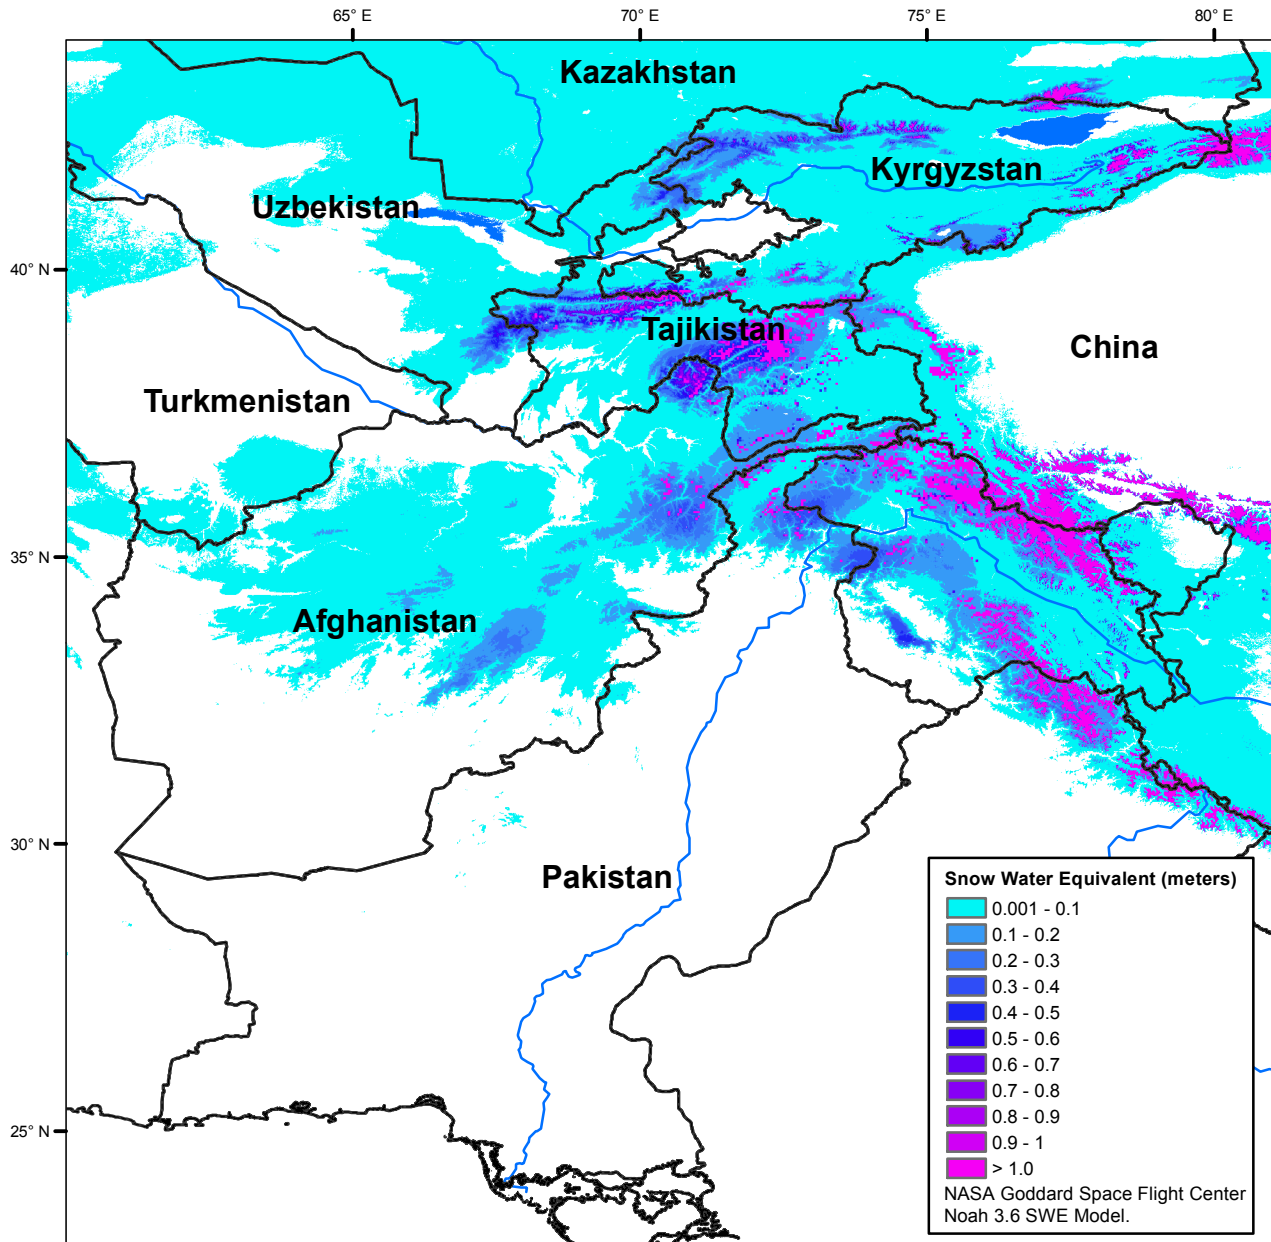 65° E
70° E
75° E
80° E
Kazakhstan
Kyrgyzstan
Uzbekistan
40° N
Tajikistan
China
Turkmenistan
35° N
Afghanistan
30° N
Pakistan
25° N
Snow Water Equivalent (meters)
0.001 - 0.1
0.1 - 0.2
0.2 - 0.3
0.3 - 0.4
0.4 - 0.5
0.5 - 0.6
0.6 - 0.7
0.7 - 0.8
0.8 - 0.9
0.9 - 1
> 1.0
NASA Goddard Space Flight Center
Noah 3.6 SWE Model.